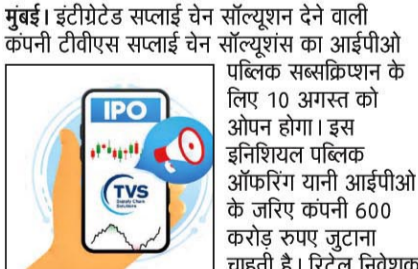 मुंबई। इंटीग्रेटेड सप्लाई चेन सॉल्यूशन देने वाली
कंपनी टीवीएस सप्लाई चेन सॉल्यूशंस का आईपीओ
पब्लिक सब्सक्रिप्शन के
लिए 10 अगस्त को
ओपन होगा। इस
इनिशियल पब्लिक
ऑफरिंग यानी आईपीओ
के जरिए कंपनी 600
करोड़ रुपए जुटाना
चाहती है। रिटेल निवेशक
IPO
TVS
Supply Chain
Solutions